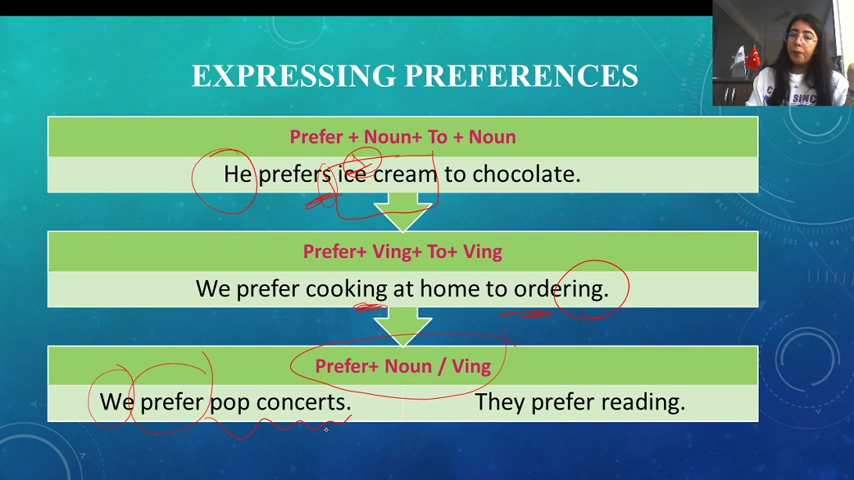 EXPRESSING PREFERENCES
Prefer + Noun+ To + Noun
He prefers ice cream to chocolate.
Prefer+ Ving+ To+ Ving
We prefer cooking at home to ordering.
Prefer+ Noun / Ving
We prefer pop concerts. They prefer reading.